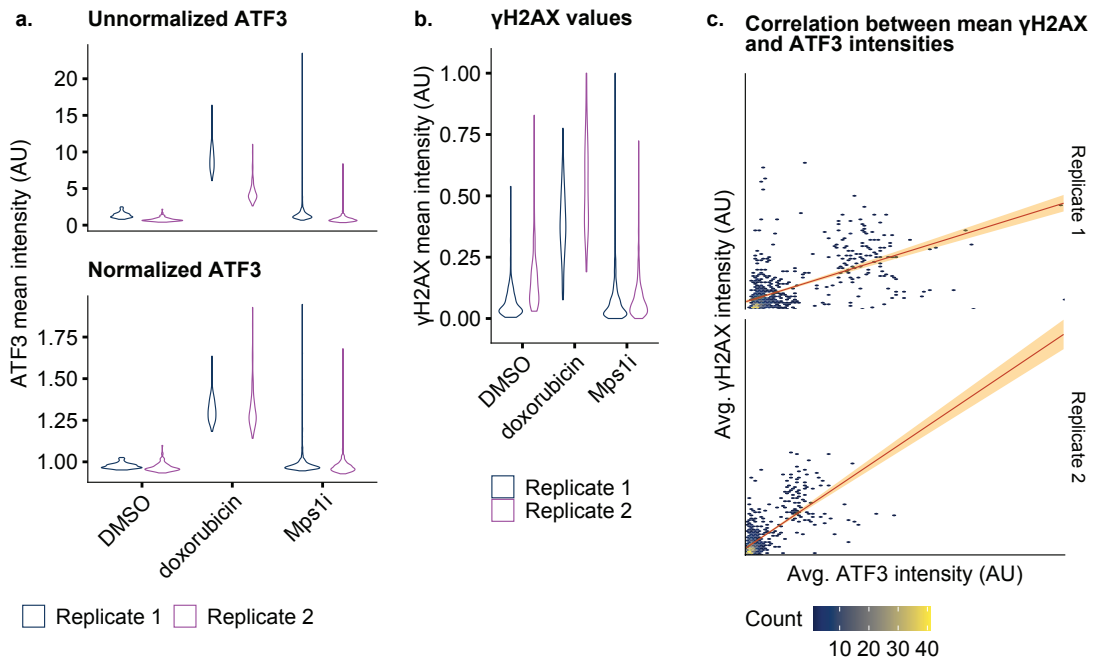 a.
Unnormalized ATF3
20
15
10
5
0
Normalized ATF3
1.75
1.50
1.25
1.00
ATF3 mean intensity (AU)
DMSO
doxorubicin
Mps1i
Replicate 1
Replicate 2
b.
γH2AX values
1.00
0.75
0.50
0.25
0.00
γH2AX mean intensity (AU)
DMSO
doxorubicin
Mps1i
Replicate 1
Replicate 2
c.
Correlation between mean γH2AX
and ATF3 intensities
Avg. γH2AX intensity (AU)
Replicate 1
Replicate 2
Avg. ATF3 intensity (AU)
Count
10 20 30 40